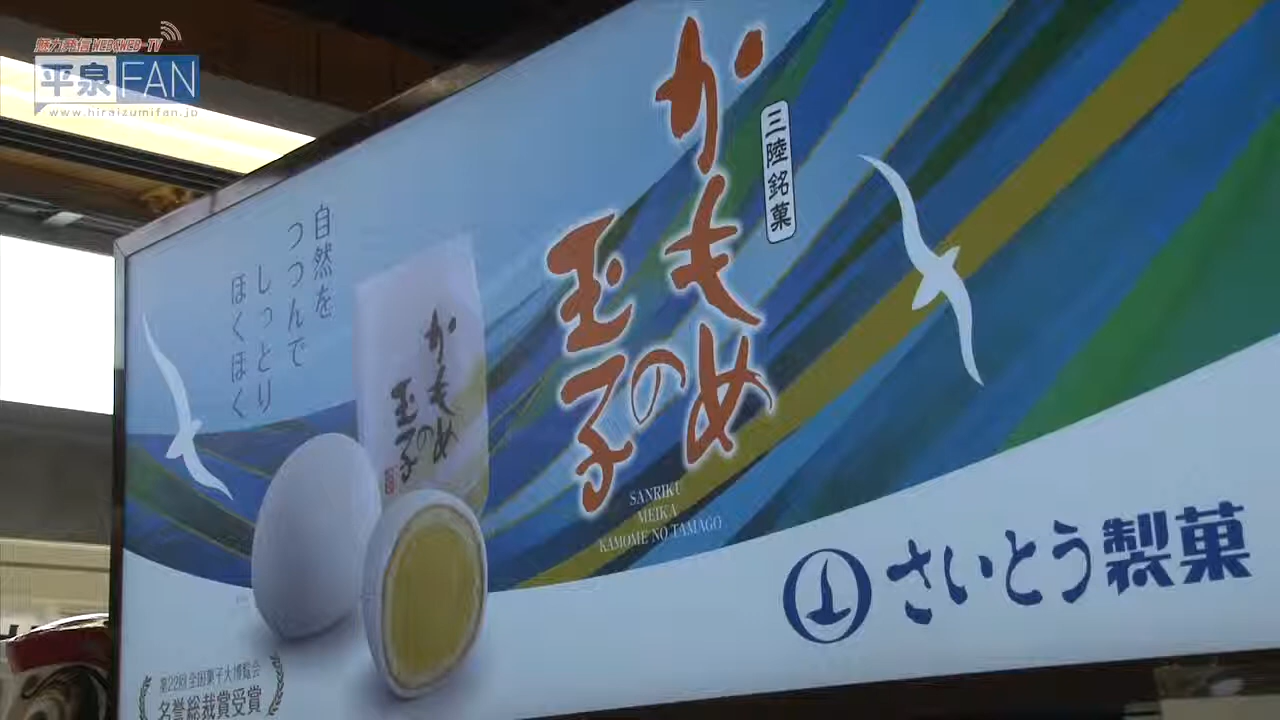 魅力発信 WEB@WEB-TV
平泉FAN
www.hiraizumifan.jp
三陸銘菓
かもめ
の
玉子
SANRIKU
MEIKA
KAMOME NO TAMAGO
自然を
つつんで
しっとり
ほくほく
かもめ
の
玉子
さいとう製菓
第22回 全国菓子大博覧会
名誉総裁賞受賞